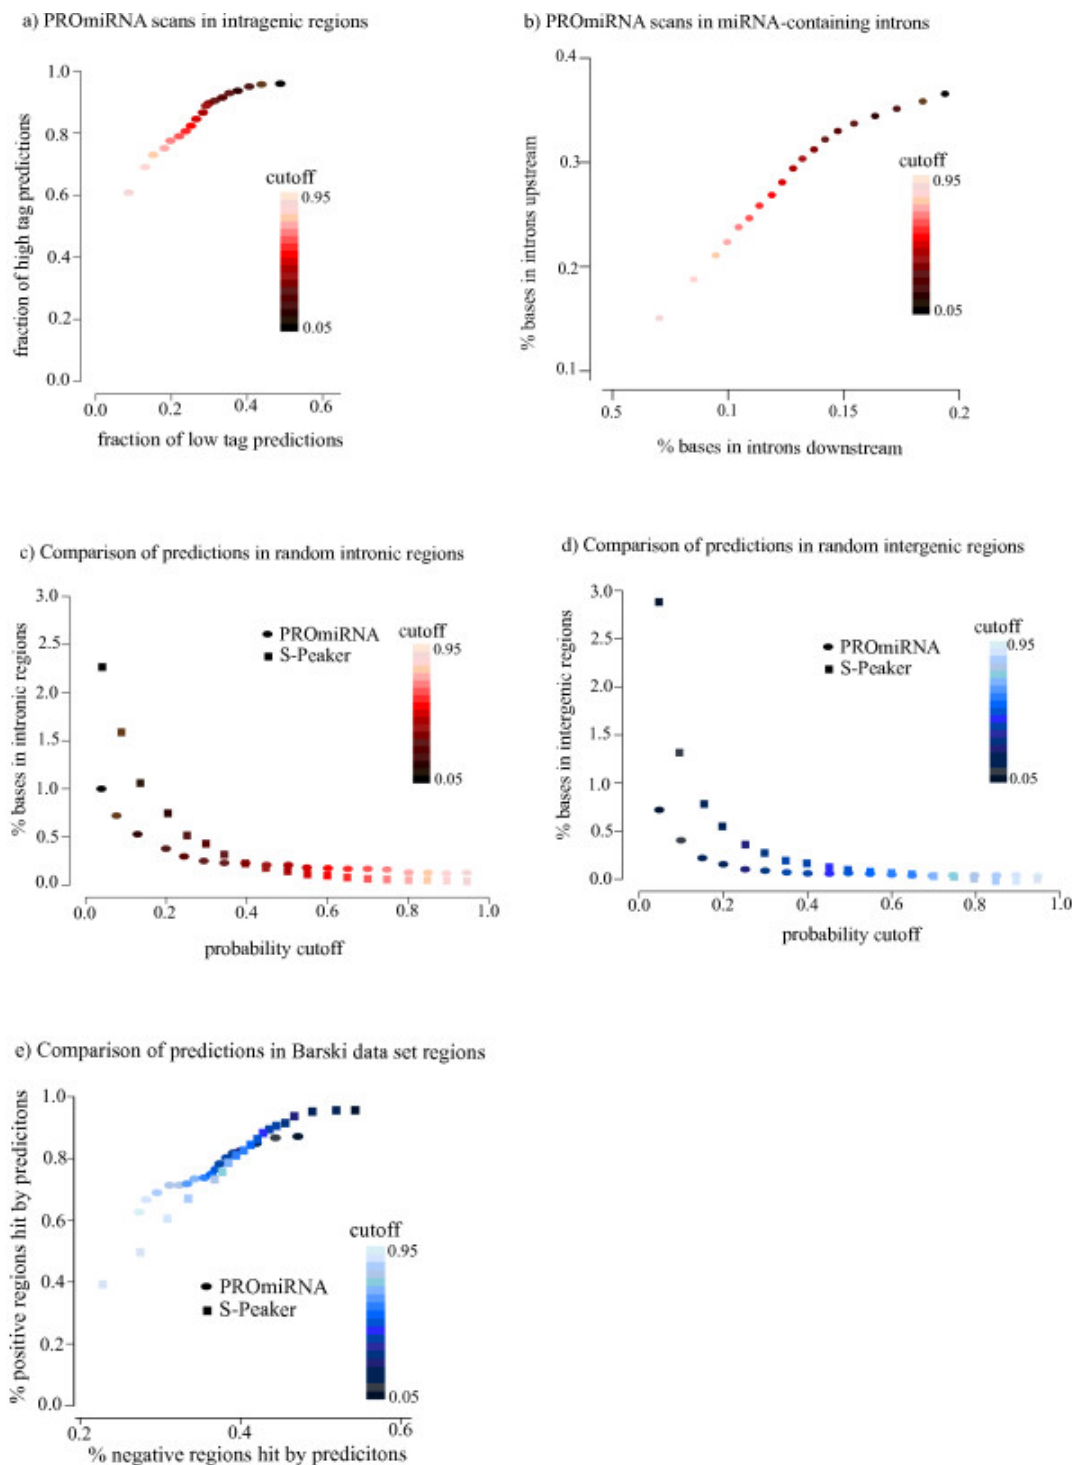 a) PROmiRNA scans in intragenic regions
fraction of high tag predictions
1.0
0.8
0.6
0.4
0.2
0.0
cutoff
0.95
0.05
0.0 0.2 0.4 0.6
fraction of low tag predictions
b) PROmiRNA scans in miRNA-containing introns
% bases in introns upstream
0.4
0.3
0.2
0.1
cutoff
0.95
0.05
0.5 0.1 0.15 0.2
% bases in introns downstream
c) Comparison of predictions in random intronic regions
% bases in intronic regions
3.0
2.5
2.0
1.5
1.0
0.5
0.0
PROmiRNA
S-Peaker
cutoff
0.95
0.05
0.0 0.2 0.4 0.6 0.8 1.0
probability cutoff
d) Comparison of predictions in random intergenic regions
% bases in intergenic regions
3.0
2.5
2.0
1.5
1.0
0.5
0.0
PROmiRNA
S-Peaker
cutoff
0.95
0.05
0.0 0.2 0.4 0.6 0.8 1.0
probability cutoff
e) Comparison of predictions in Barski data set regions
% positive regions hit by predicitons
1.0
0.8
0.6
0.4
0.2
0.0
PROmiRNA
S-Peaker
cutoff
0.95
0.05
0.2 0.4 0.6
% negative regions hit by predicitons